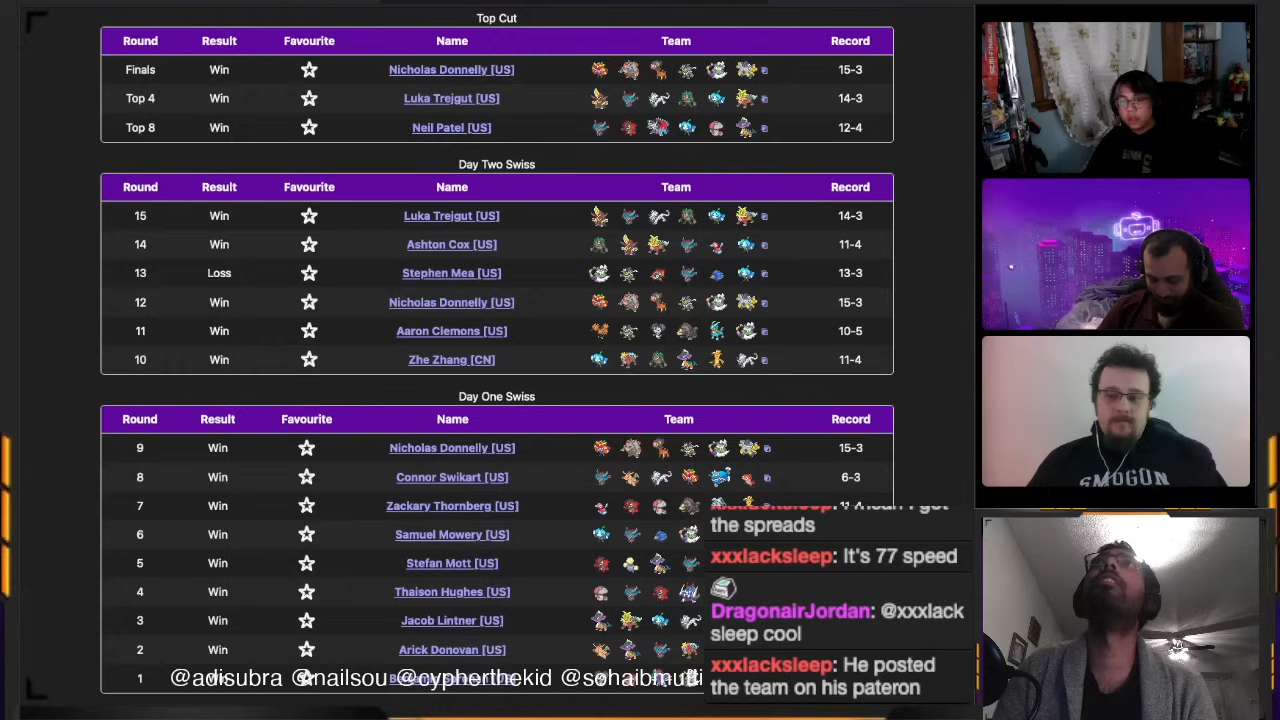 Top Cut
Round Result Favourite Name Team Record
Finals Win Nicholas Donnelly [US] 15-3
Top 4 Win Luka Trejgut [US] 14-3
Top 8 Win Neil Patel [US] 12-4
Day Two Swiss
Round Result Favourite Name Team Record
15 Win Luka Trejgut [US] 14-3
14 Win Ashton Cox [US] 11-4
13 Loss Stephen Mea [US] 13-3
12 Win Nicholas Donnelly [US] 15-3
11 Win Aaron Clemons [US] 10-5
10 Win Zhe Zhang [CN] 11-4
Day One Swiss
Round Result Favourite Name Team Record
9 Win Nicholas Donnelly [US] 15-3
8 Win Connor Swikart [US] 6-3
7 Win Zackary Thornberg [US] 11-4
6 Win Samuel Mowery [US]
5 Win Stefan Mott [US]
4 Win Thaison Hughes [US]
3 Win Jacob Lintner [US]
2 Win Arick Donovan [US]
1 Win
@adisubra @nailsou @cypherthekid @sohaibmufti
the spreads
xxxlacksleep: It's 77 speed
DragonairJordan: @xxxlack
sleep cool
xxxlacksleep: He posted
the team on his pateron
SEMI-FINALIST
SMOGON